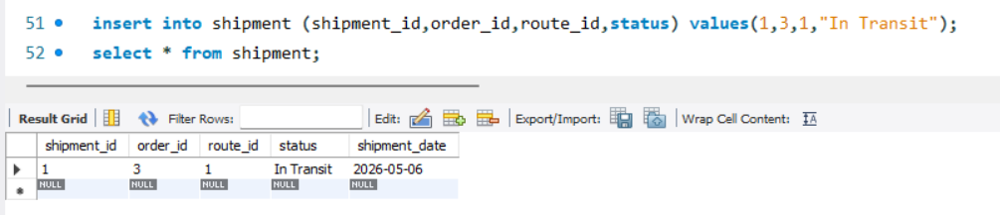 51 insert into shipment (shipment_id,order_id,route_id,status) values(1,3,1,"In Transit");
52 select * from shipment;
Result Grid Filter Rows: Edit: Export/Import: Wrap Cell Content: IA
shipment_id order_id route_id status shipment_date
1 3 1 In Transit 2026-05-06
NULL NULL NULL NULL NULL